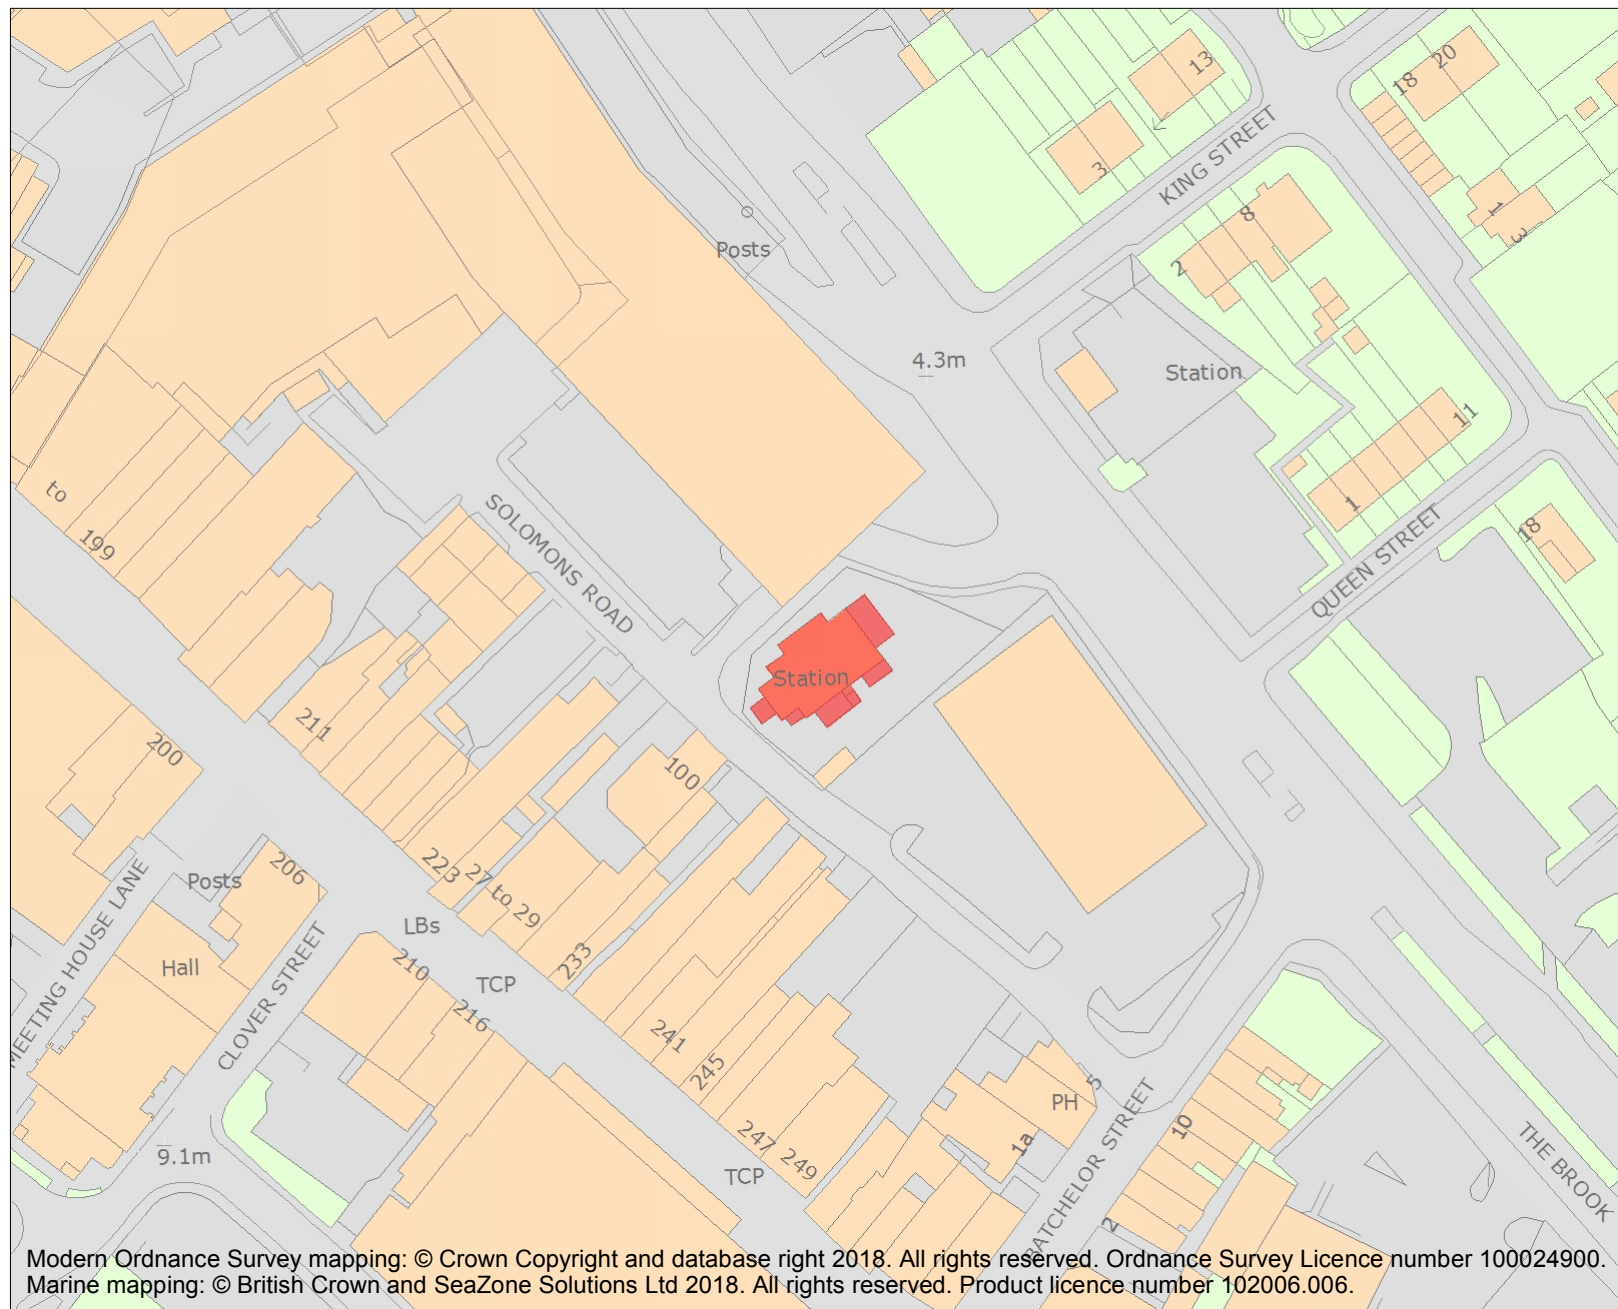 13
18
20
KING STREET
3
8
1
3
Posts
2
4.3m
Station
11
1
to
199
SOLOMONS ROAD
18
QUEEN STREET
Station
211
200
100
206
223
27 to 29
Posts
MEETING HOUSE LANE
LBs
233
Hall
210
TCP
CLOVER STREET
216
241
245
5
PH
10
1a
9.1m
247
249
TCP
BATCHELOR STREET
THE BROOK
2
Modern Ordnance Survey mapping: © Crown Copyright and database right 2018. All rights reserved. Ordnance Survey Licence number 100024900.
Marine mapping: © British Crown and SeaZone Solutions Ltd 2018. All rights reserved. Product licence number 102006.006.